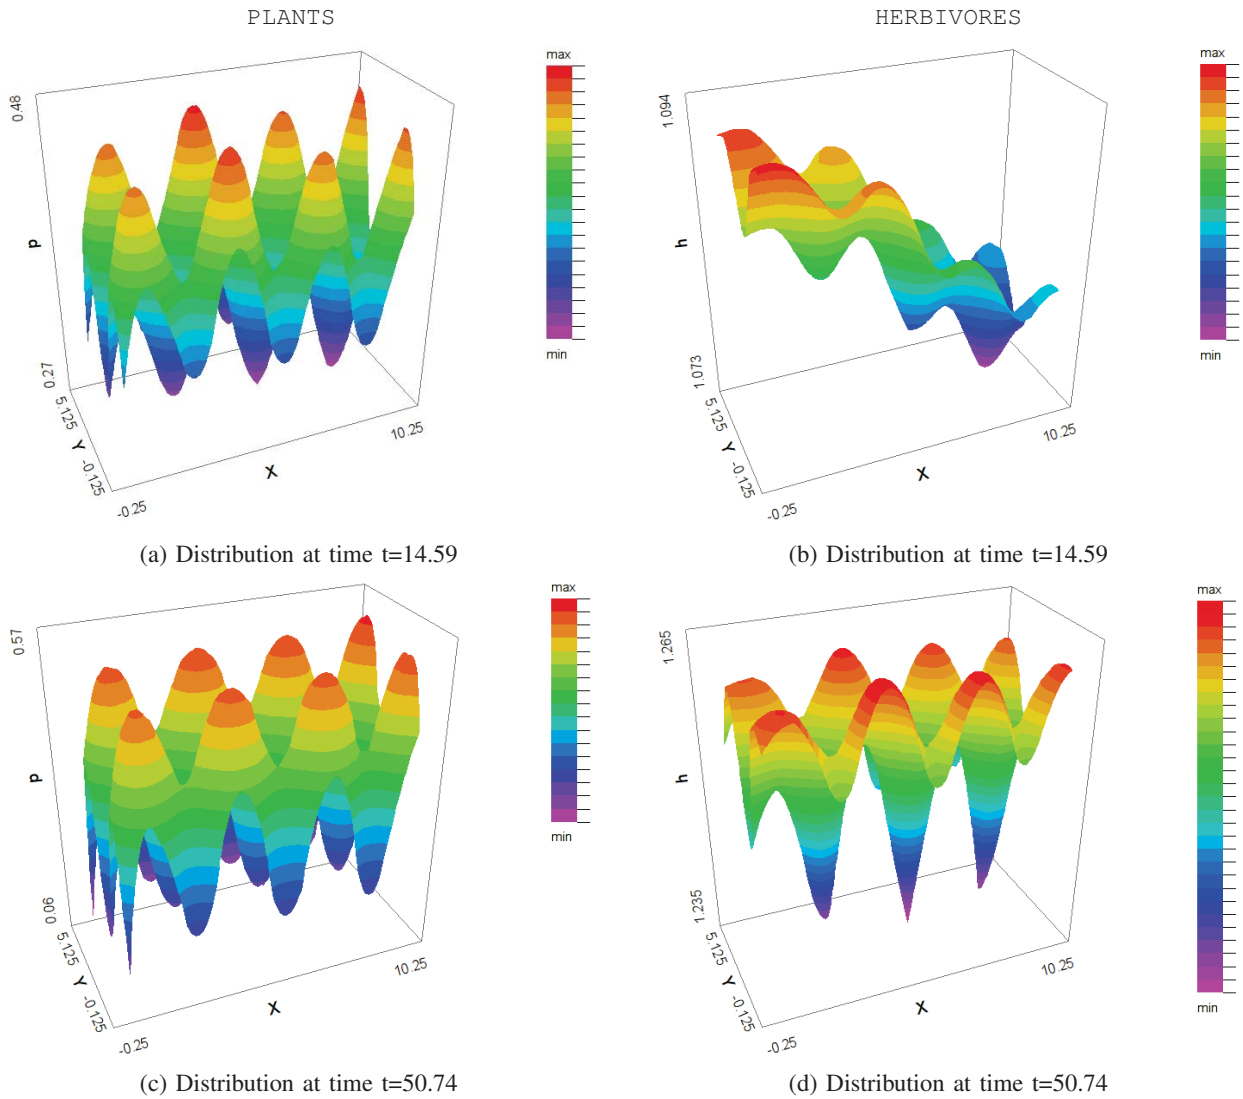 PLANTS
HERBIVORES
max
min
0.48
p
0.27
5.125
Y
-0.125
-0.25
X
10.25
max
min
1.094
h
1.073
5.125
Y
-0.125
-0.25
X
10.25
(a) Distribution at time t=14.59
(b) Distribution at time t=14.59
max
min
0.57
p
0.06
5.125
Y
-0.125
-0.25
X
10.25
max
min
1.265
h
1.235
5.125
Y
-0.125
-0.25
X
10.25
(c) Distribution at time t=50.74
(d) Distribution at time t=50.74